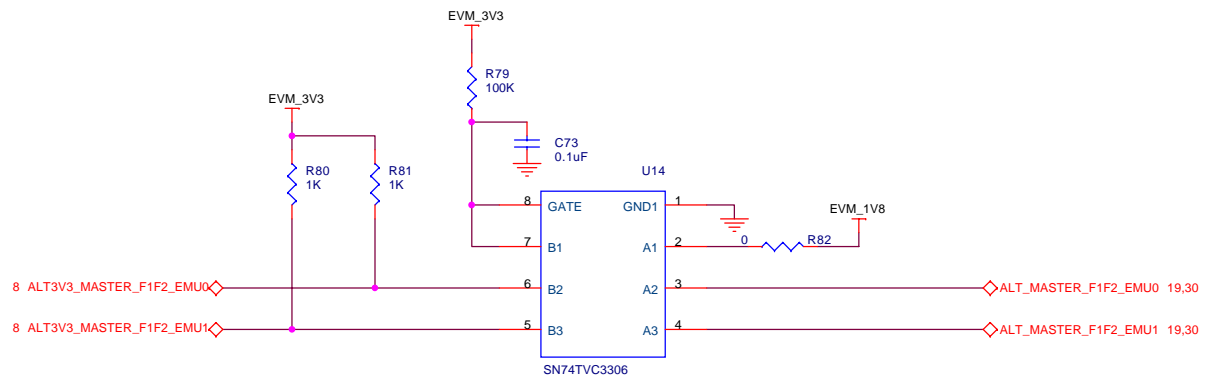 EVM_3V3
R79
100K
EVM_3V3
C73
0.1uF
R80
1K
R81
1K
U14
8 GATE GND1 1
EVM_1V8
7 B1 A1 2 0 R82
8 ALT3V3_MASTER_F1F2_EMU0 6 B2 A2 3 ALT_MASTER_F1F2_EMU0 19,30
8 ALT3V3_MASTER_F1F2_EMU1 5 B3 A3 4 ALT_MASTER_F1F2_EMU1 19,30
SN74TVC3306